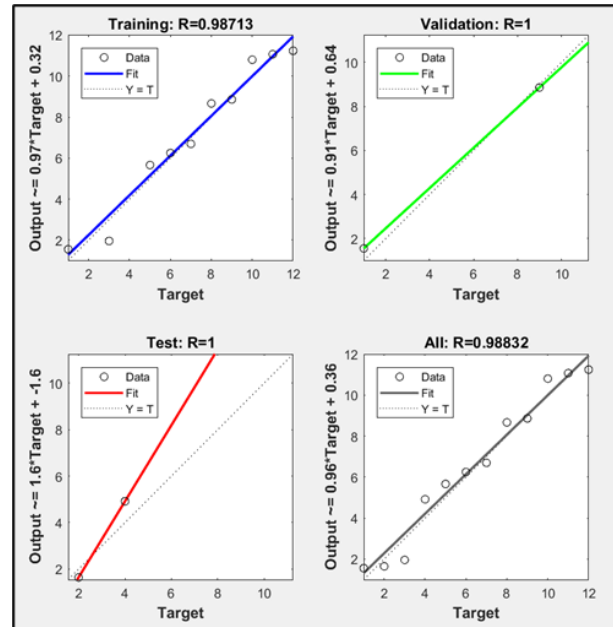 Training: R=0.98713
Output ~= 0.97*Target + 0.32
Data
Fit
Y = T
12
10
8
6
4
2
2 4 6 8 10 12
Target
Validation: R=1
Output ~= 0.91*Target + 0.64
Data
Fit
Y = T
10
8
6
4
2
2 4 6 8 10
Target
Test: R=1
Output ~= 1.6*Target + -1.6
Data
Fit
Y = T
10
8
6
4
2
2 4 6 8 10
Target
All: R=0.98832
Output ~= 0.96*Target + 0.36
Data
Fit
Y = T
12
10
8
6
4
2
2 4 6 8 10 12
Target